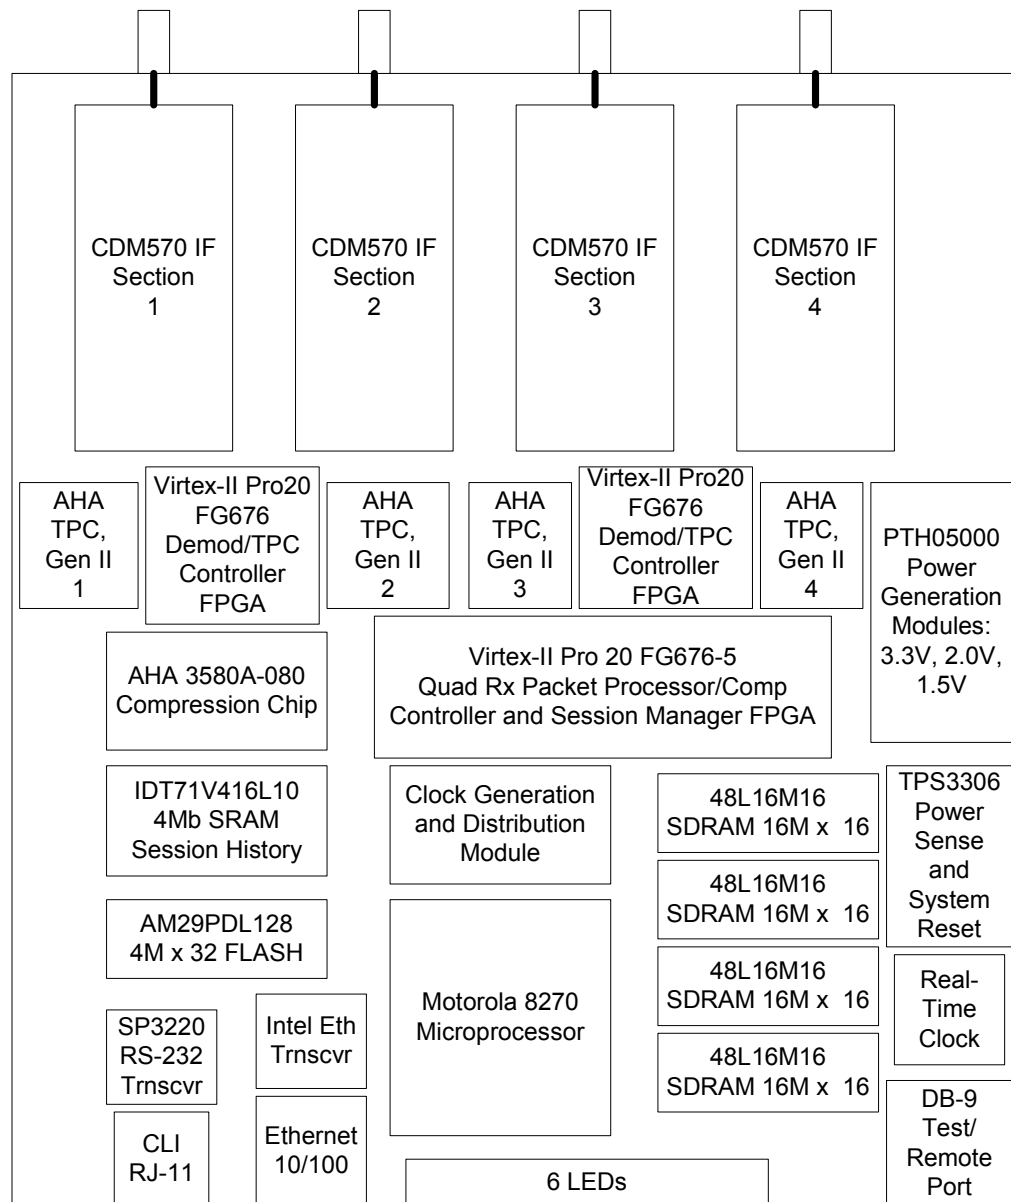 CDM570 IF
Section
1
CDM570 IF
Section
2
CDM570 IF
Section
3
CDM570 IF
Section
4
AHA
TPC,
Gen II
1
Virtex-II Pro20
FG676
Demod/TPC
Controller
FPGA
AHA
TPC,
Gen II
2
AHA
TPC,
Gen II
3
Virtex-II Pro20
FG676
Demod/TPC
Controller
FPGA
AHA
TPC,
Gen II
4
PTH05000
Power
Generation
Modules:
3.3V, 2.0V,
1.5V
AHA 3580A-080
Compression Chip
Virtex-II Pro 20 FG676-5
Quad Rx Packet Processor/Comp
Controller and Session Manager FPGA
IDT71V416L10
4Mb SRAM
Session History
Clock Generation
and Distribution
Module
48L16M16
SDRAM 16M x 16
TPS3306
Power
Sense
and
System
Reset
48L16M16
SDRAM 16M x 16
AM29PDL128
4M x 32 FLASH
Motorola 8270
Microprocessor
48L16M16
SDRAM 16M x 16
Real-
Time
Clock
SP3220
RS-232
Trnscvr
Intel Eth
Trnscvr
48L16M16
SDRAM 16M x 16
CLI
RJ-11
Ethernet
10/100
6 LEDs
DB-9
Test/
Remote
Port